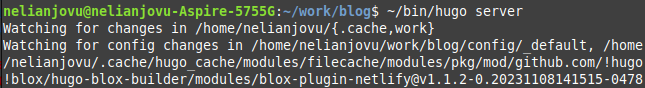 nelianjovu@nelianjovu-Aspire-5755G:~/work/blog$ ~/bin/hugo server
Watching for changes in /home/nelianjovu/{.cache,work}
Watching for config changes in /home/nelianjovu/work/blog/config/_default, /home
/nelianjovu/.cache/hugo_cache/modules/filecache/modules/pkg/mod/github.com/!hugo
!blox/hugo-blox-builder/modules/blox-plugin-netlify@v1.1.2-0.20231108141515-0478